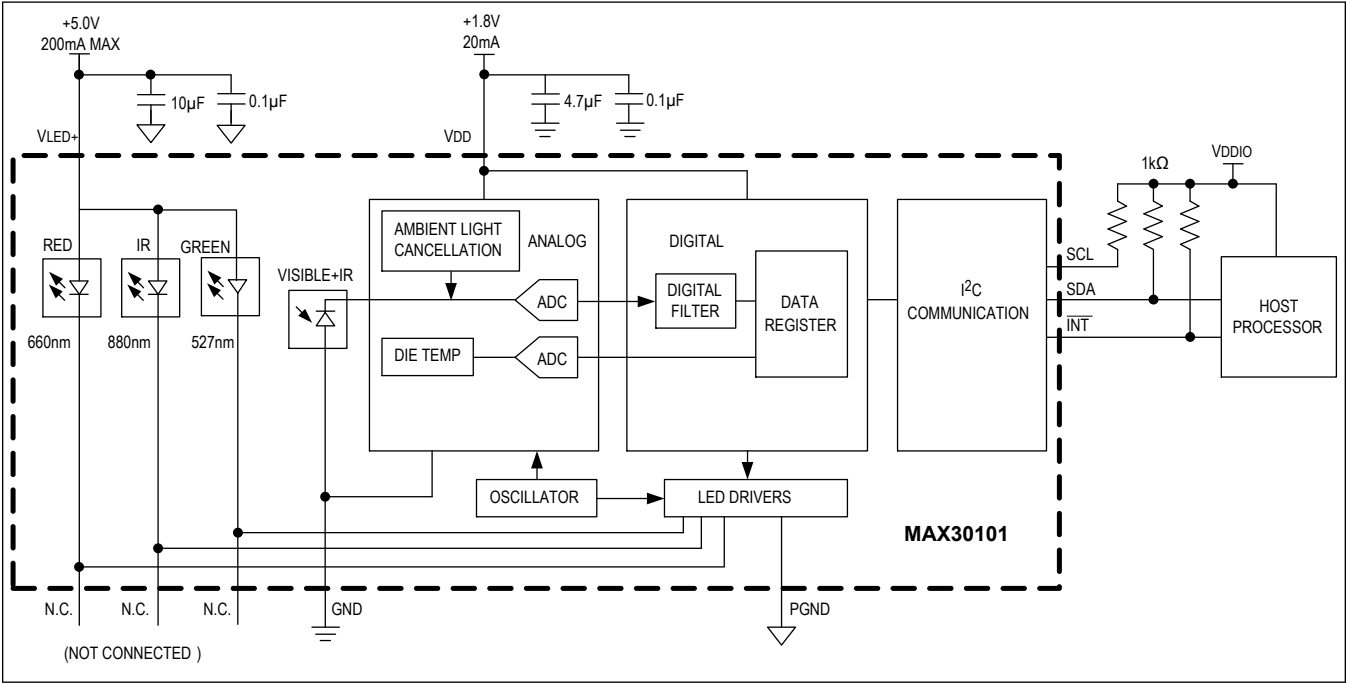 +5.0V
200mA MAX
+1.8V
20mA
10µF
0.1µF
4.7µF
0.1µF
VLED+
VDD
1kΩ
VDDIO
RED
IR
GREEN
VISIBLE+IR
AMBIENT LIGHT
CANCELLATION
ANALOG
DIGITAL
ADC
DIGITAL
FILTER
DATA
REGISTER
I2C
COMMUNICATION
SCL
SDA
INT
HOST
PROCESSOR
660nm
880nm
527nm
DIE TEMP
ADC
OSCILLATOR
LED DRIVERS
MAX30101
N.C.
N.C.
N.C.
GND
PGND
(NOT CONNECTED )